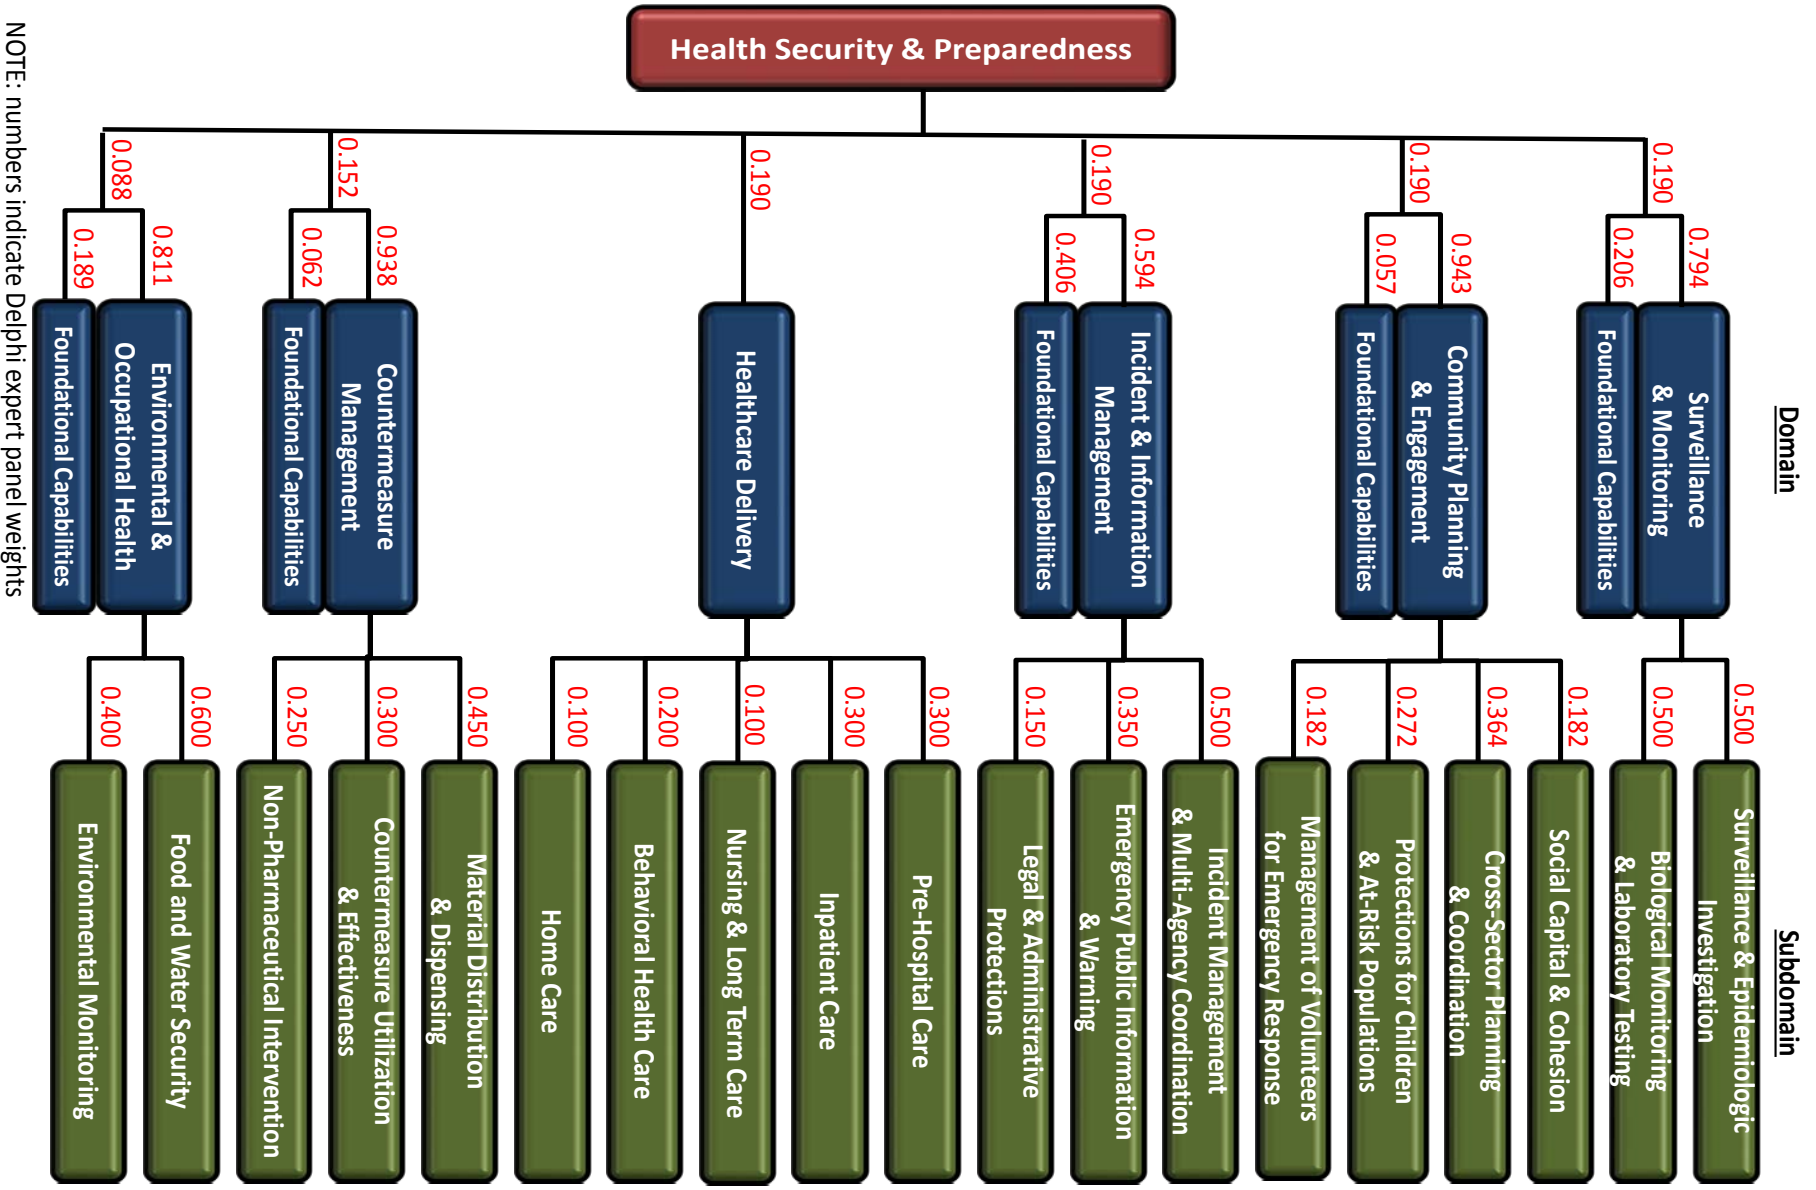 Health Security & Preparedness
Domain
Subdomain
0.190
0.794
0.206
Surveillance
& Monitoring
Foundational Capabilities
0.500
Surveillance & Epidemiologic
Investigation
0.500
Biological Monitoring
& Laboratory Testing
0.190
0.943
0.057
Community Planning
& Engagement
Foundational Capabilities
0.182
Social Capital & Cohesion
0.364
Cross-Sector Planning
& Coordination
0.272
Protections for Children
& At-Risk Populations
0.182
Management of Volunteers
for Emergency Response
0.190
0.594
0.406
Incident & Information
Management
Foundational Capabilities
0.500
Incident Management
& Multi-Agency Coordination
0.350
Emergency Public Information
& Warning
0.150
Legal & Administrative
Protections
0.190
Healthcare Delivery
0.300
Pre-Hospital Care
0.300
Inpatient Care
0.100
Nursing & Long Term Care
0.200
Behavioral Health Care
0.100
Home Care
0.152
0.938
0.062
Countermeasure
Management
Foundational Capabilities
0.450
Material Distribution
& Dispensing
0.300
Countermeasure Utilization
& Effectiveness
0.250
Non-Pharmaceutical Intervention
0.088
0.811
0.189
Environmental &
Occupational Health
Foundational Capabilities
0.600
Food and Water Security
0.400
Environmental Monitoring
NOTE: numbers indicate Delphi expert panel weights